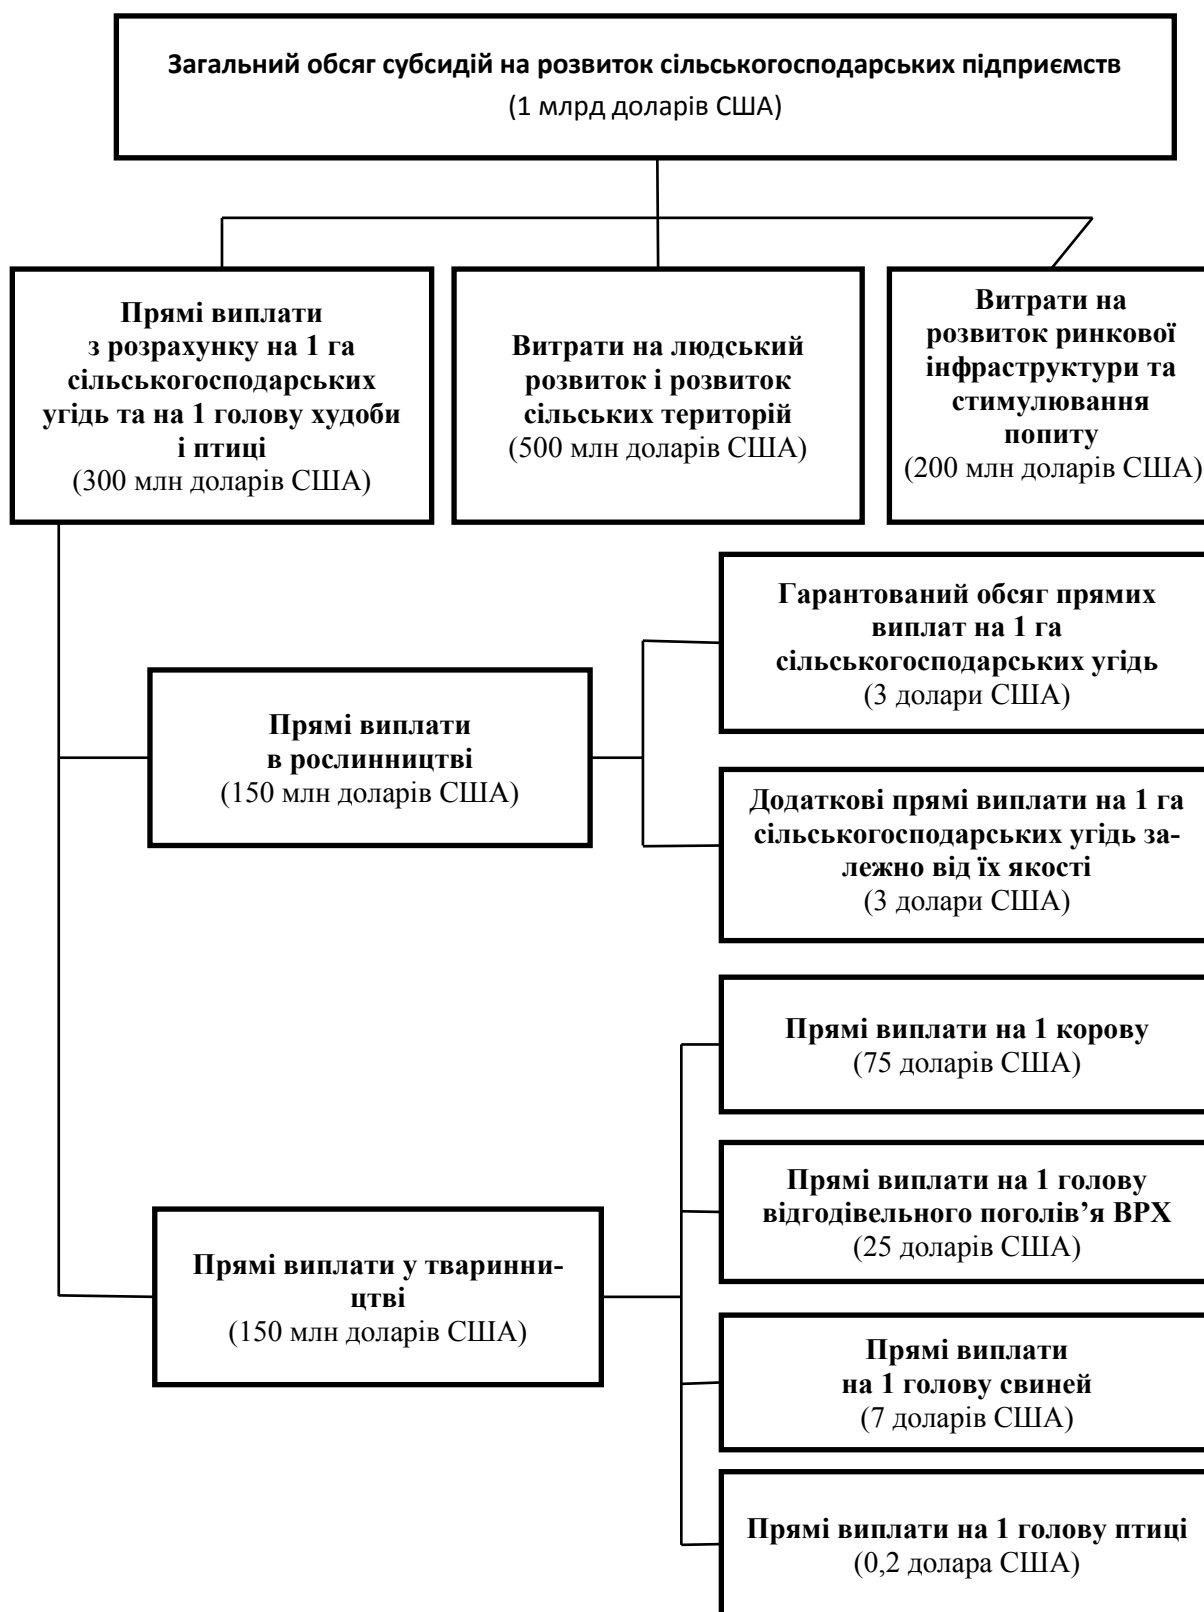 Загальний обсяг субсидій на розвиток сільськогосподарських підприємств
(1 млрд доларів США)
Прямі виплати
з розрахунку на 1 га
сільськогосподарських
угідь та на 1 голову худоби
і птиці
(300 млн доларів США)
Витрати на людський
розвиток і розвиток
сільських територій
(500 млн доларів США)
Витрати на
розвиток ринкової
інфраструктури та
стимулювання
попиту
(200 млн доларів США)
Гарантований обсяг прямих
виплат на 1 га
сільськогосподарських угідь
(3 долари США)
Прямі виплати
в рослинництві
(150 млн доларів США)
Додаткові прямі виплати на 1 га
сільськогосподарських угідь за-
лежно від їх якості
(3 долари США)
Прямі виплати на 1 корову
(75 доларів США)
Прямі виплати на 1 голову
відгодівельного поголів’я ВРХ
(25 доларів США)
Прямі виплати у тваринни-
цтві
(150 млн доларів США)
Прямі виплати
на 1 голову свиней
(7 доларів США)
Прямі виплати на 1 голову птиці
(0,2 долара США)